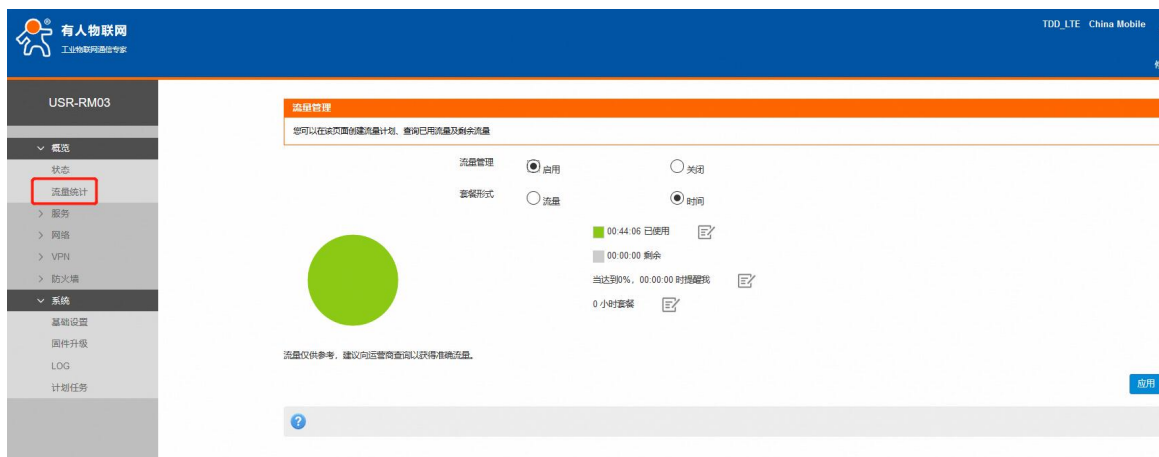 有人物联网
工业物联网通信专家
TDD_LTE China Mobile
USR-RM03
概览
状态
流量统计
服务
网络
VPN
防火墙
系统
基础设置
固件升级
LOG
计划任务
流量管理
您可以在该页面创建流量计划、查询已用流量及剩余流量
流量管理 启用 关闭
套餐形式 流量 时间
00:44:06 已使用
00:00:00 剩余
当达到0%，00:00:00 时提醒我
0 小时套餐
流量仅供参考，建议向运营商查询以获得准确流量。
应用